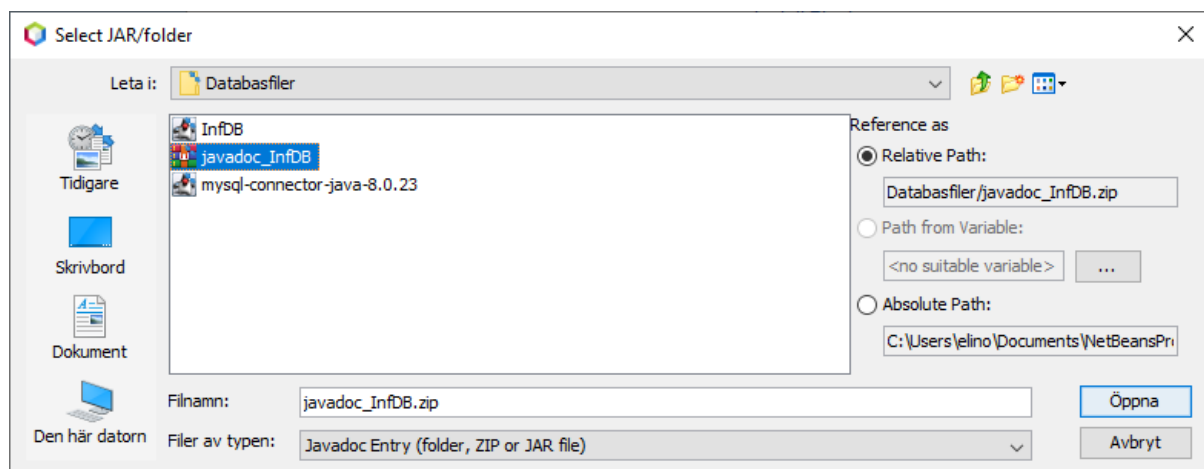 Select JAR/folder
Leta i:
Databasfiler
Tidigare
Skrivbord
Dokument
Den här datorn
InfDB
javadoc_InfDB
mysql-connector-java-8.0.23
Reference as
Relative Path:
Databasfiler/javadoc_InfDB.zip
Path from Variable:
<no suitable variable>
...
Absolute Path:
C:\Users\elino\Documents\NetBeansPr
Filnamn:
javadoc_InfDB.zip
Öppna
Filer av typen:
Javadoc Entry (folder, ZIP or JAR file)
Avbryt